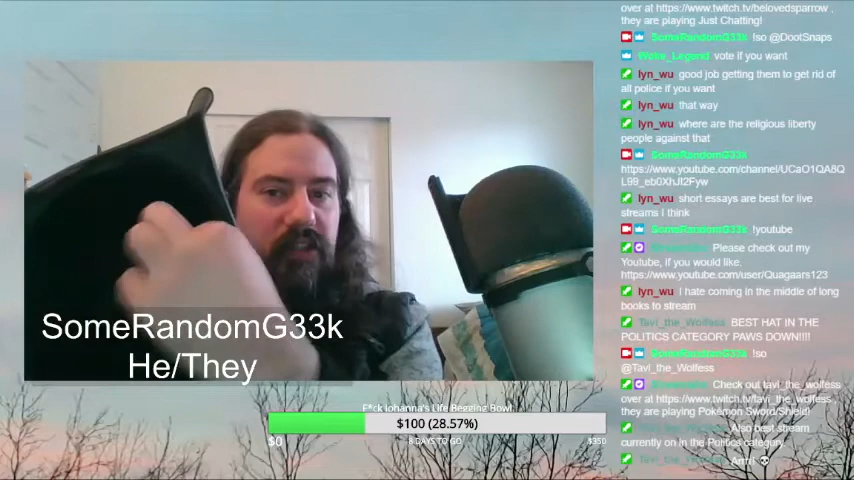 over at https://www.twitch.tv/belovedsparrow ,
they are playing Just Chatting!
SomeRandomG33k !so @DootSnaps
vote if you want
lyn_wu good job getting them to get rid of
all police if you want
lyn_wu that way
lyn_wu where are the religious liberty
people against that
SomeRandomG33k
https://www.youtube.com/channel/UCaO1QA8Q
L99_eb0XhJf2Fyw
lyn_wu short essays are best for live
streams I think
SomeRandomG33k !youtube
Please check out my
Youtube, if you would like.
https://www.youtube.com/user/Quagaars123
lyn_wu I hate coming in the middle of long
books to stream
Tavi_the_Wolfess BEST HAT IN THE
POLITICS CATEGORY PAWS DOWN!!!!
SomeRandomG33k !so
@Tavi_the_Wolfess
Check out tavi_the_wolfess
over at https://www.twitch.tv/tavi_the_wolfess ,
they are playing Pokémon Sword/Shield!
Tavi_the_Wolfess Also best stream
currently on in the Politics category
Tavi_the_Wolfess
SomeRandomG33k
He/They
F*ck Johanna's Life Begging Bowl.
$100 (28.57%)
$0
8 DAYS TO GO
$350